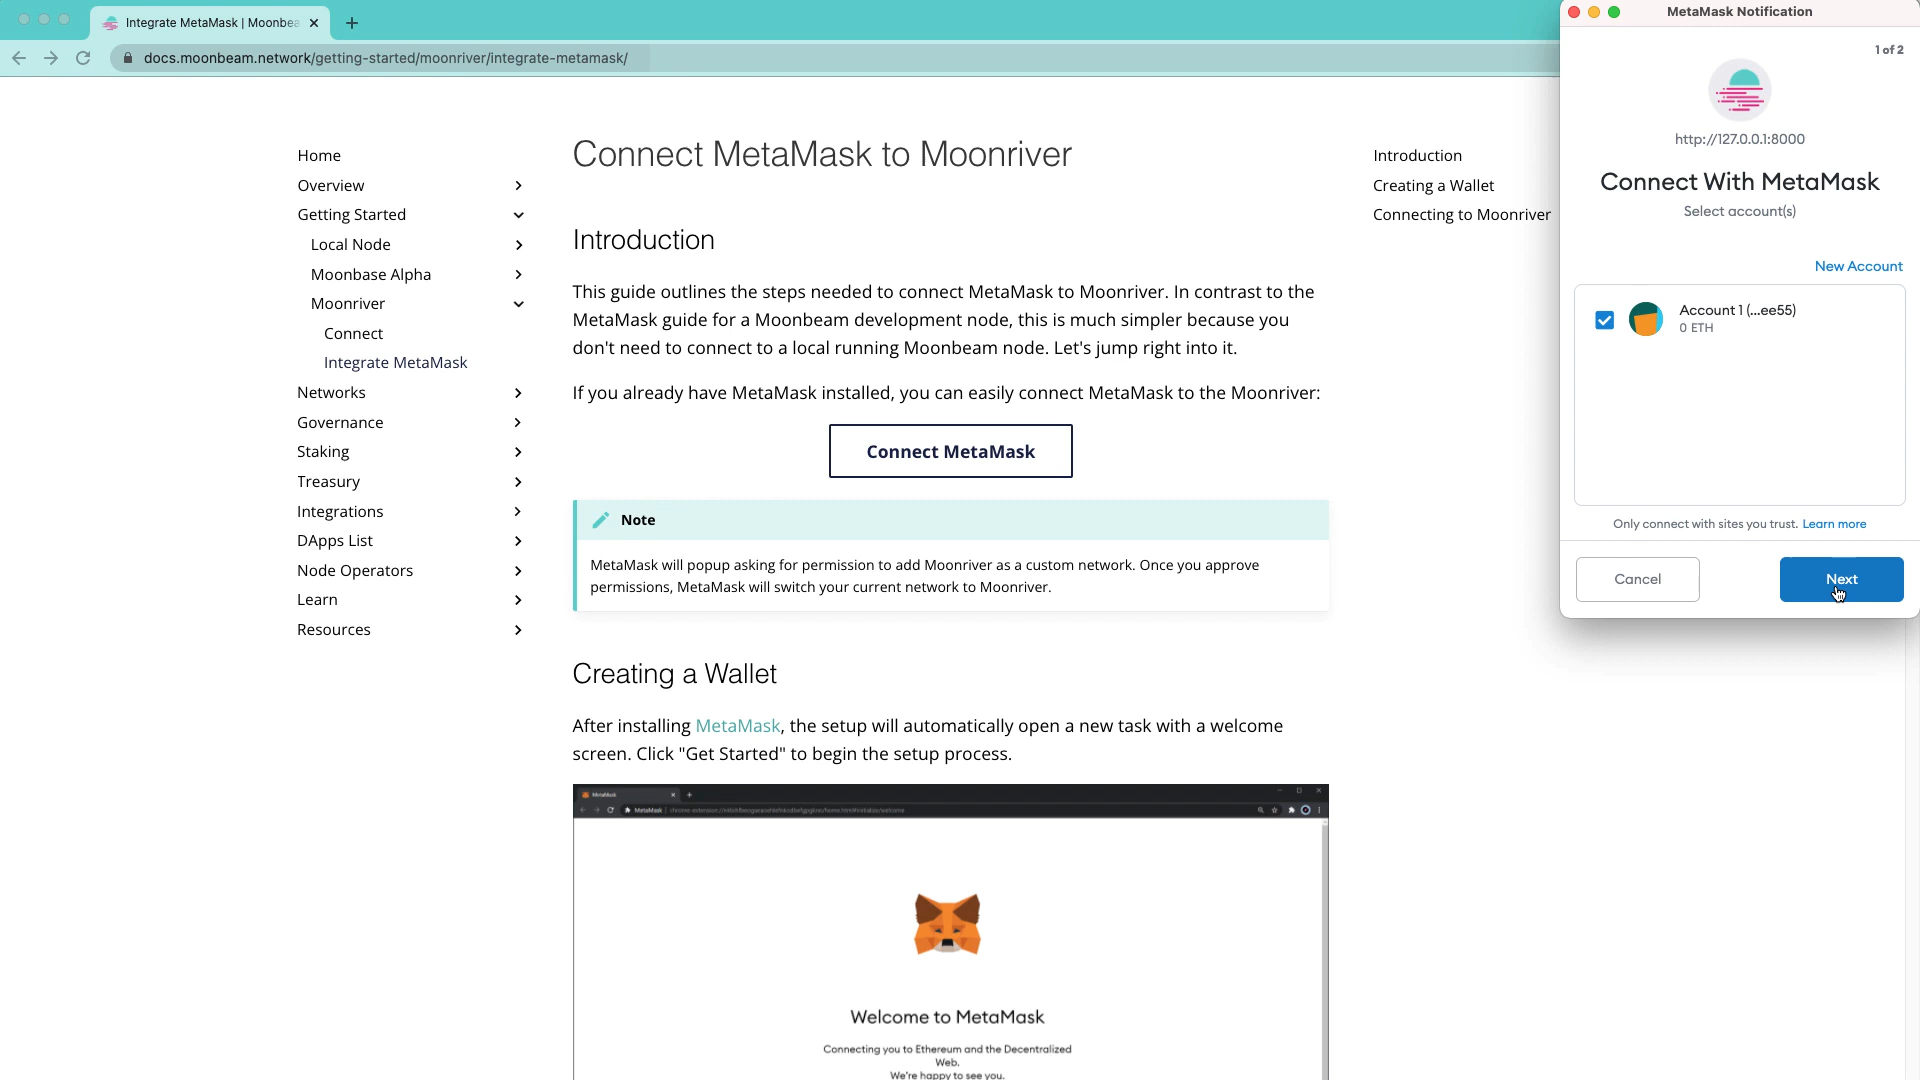 Integrate MetaMask | Moonbea
docs.moonbeam.network/getting-started/moonriver/integrate-metamask/
Home
Overview
Getting Started
Local Node
Moonbase Alpha
Moonriver
Connect
Integrate MetaMask
Networks
Governance
Staking
Treasury
Integrations
DApps List
Node Operators
Learn
Resources
Connect MetaMask to Moonriver
Introduction
This guide outlines the steps needed to connect MetaMask to Moonriver. In contrast to the
MetaMask guide for a Moonbeam development node, this is much simpler because you
don't need to connect to a local running Moonbeam node. Let's jump right into it.
If you already have MetaMask installed, you can easily connect MetaMask to the Moonriver:
Connect MetaMask
Note
MetaMask will popup asking for permission to add Moonriver as a custom network. Once you approve
permissions, MetaMask will switch your current network to Moonriver.
Creating a Wallet
After installing MetaMask, the setup will automatically open a new task with a welcome
screen. Click "Get Started" to begin the setup process.
MetaMask
MetaMask
Welcome to MetaMask
Connecting you to Ethereum and the Decentralized
Web.
We're happy to see you.
Introduction
Creating a Wallet
Connecting to Moonriver
MetaMask Notification
1 of 2
http://127.0.0.1:8000
Connect With MetaMask
Select account(s)
New Account
Account 1 (...ee55)
0 ETH
Only connect with sites you trust. Learn more
Cancel
Next